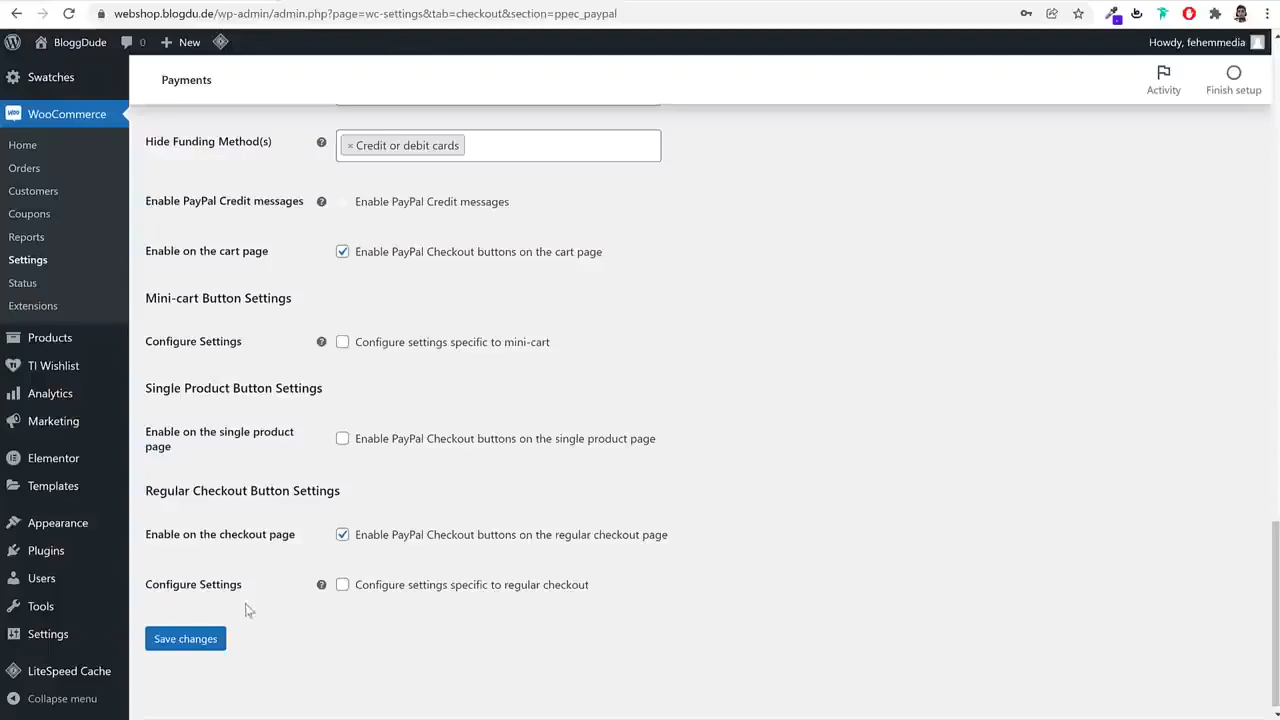 webshop.blogdu.de/wp-admin/admin.php?page=wc-settings&tab=checkout&section=ppec_paypal
BloggDude
0
New
Howdy, fehemmedia
Swatches
WooCommerce
Home
Orders
Customers
Coupons
Reports
Settings
Status
Extensions
Products
TI Wishlist
Analytics
Marketing
Elementor
Templates
Appearance
Plugins
Users
Tools
Settings
LiteSpeed Cache
Collapse menu
Payments
Activity
Finish setup
Hide Funding Method(s)
× Credit or debit cards
Enable PayPal Credit messages
Enable PayPal Credit messages
Enable on the cart page
Enable PayPal Checkout buttons on the cart page
Mini-cart Button Settings
Configure Settings
Configure settings specific to mini-cart
Single Product Button Settings
Enable on the single product
page
Enable PayPal Checkout buttons on the single product page
Regular Checkout Button Settings
Enable on the checkout page
Enable PayPal Checkout buttons on the regular checkout page
Configure Settings
Configure settings specific to regular checkout
Save changes